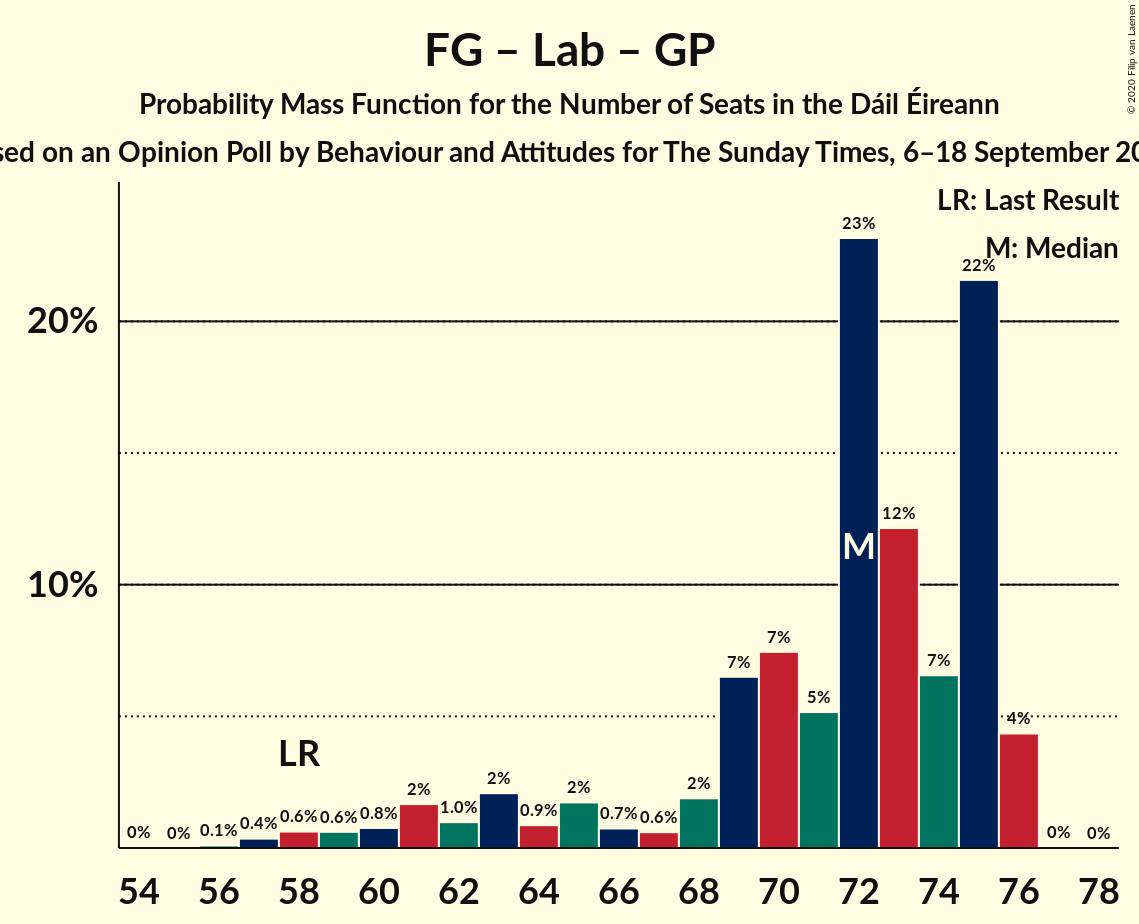 FG – Lab – GP
Probability Mass Function for the Number of Seats in the Dáil Éireann
on an Opinion Poll by Behaviour and Attitudes for The Sunday Times, 6–18 September
© 2020 Filip van Laenen
LR: Last Result
M: Median
20%
10%
0% 0% 0.1% 0.4% 0.6% 0.6% 0.8% 2% 1.0% 2% 0.9% 2% 0.7% 0.6% 2% 7% 7% 5% 23% 12% 7% 22% 4% 0% 0%
LR
M
54 56 58 60 62 64 66 68 70 72 74 76 78